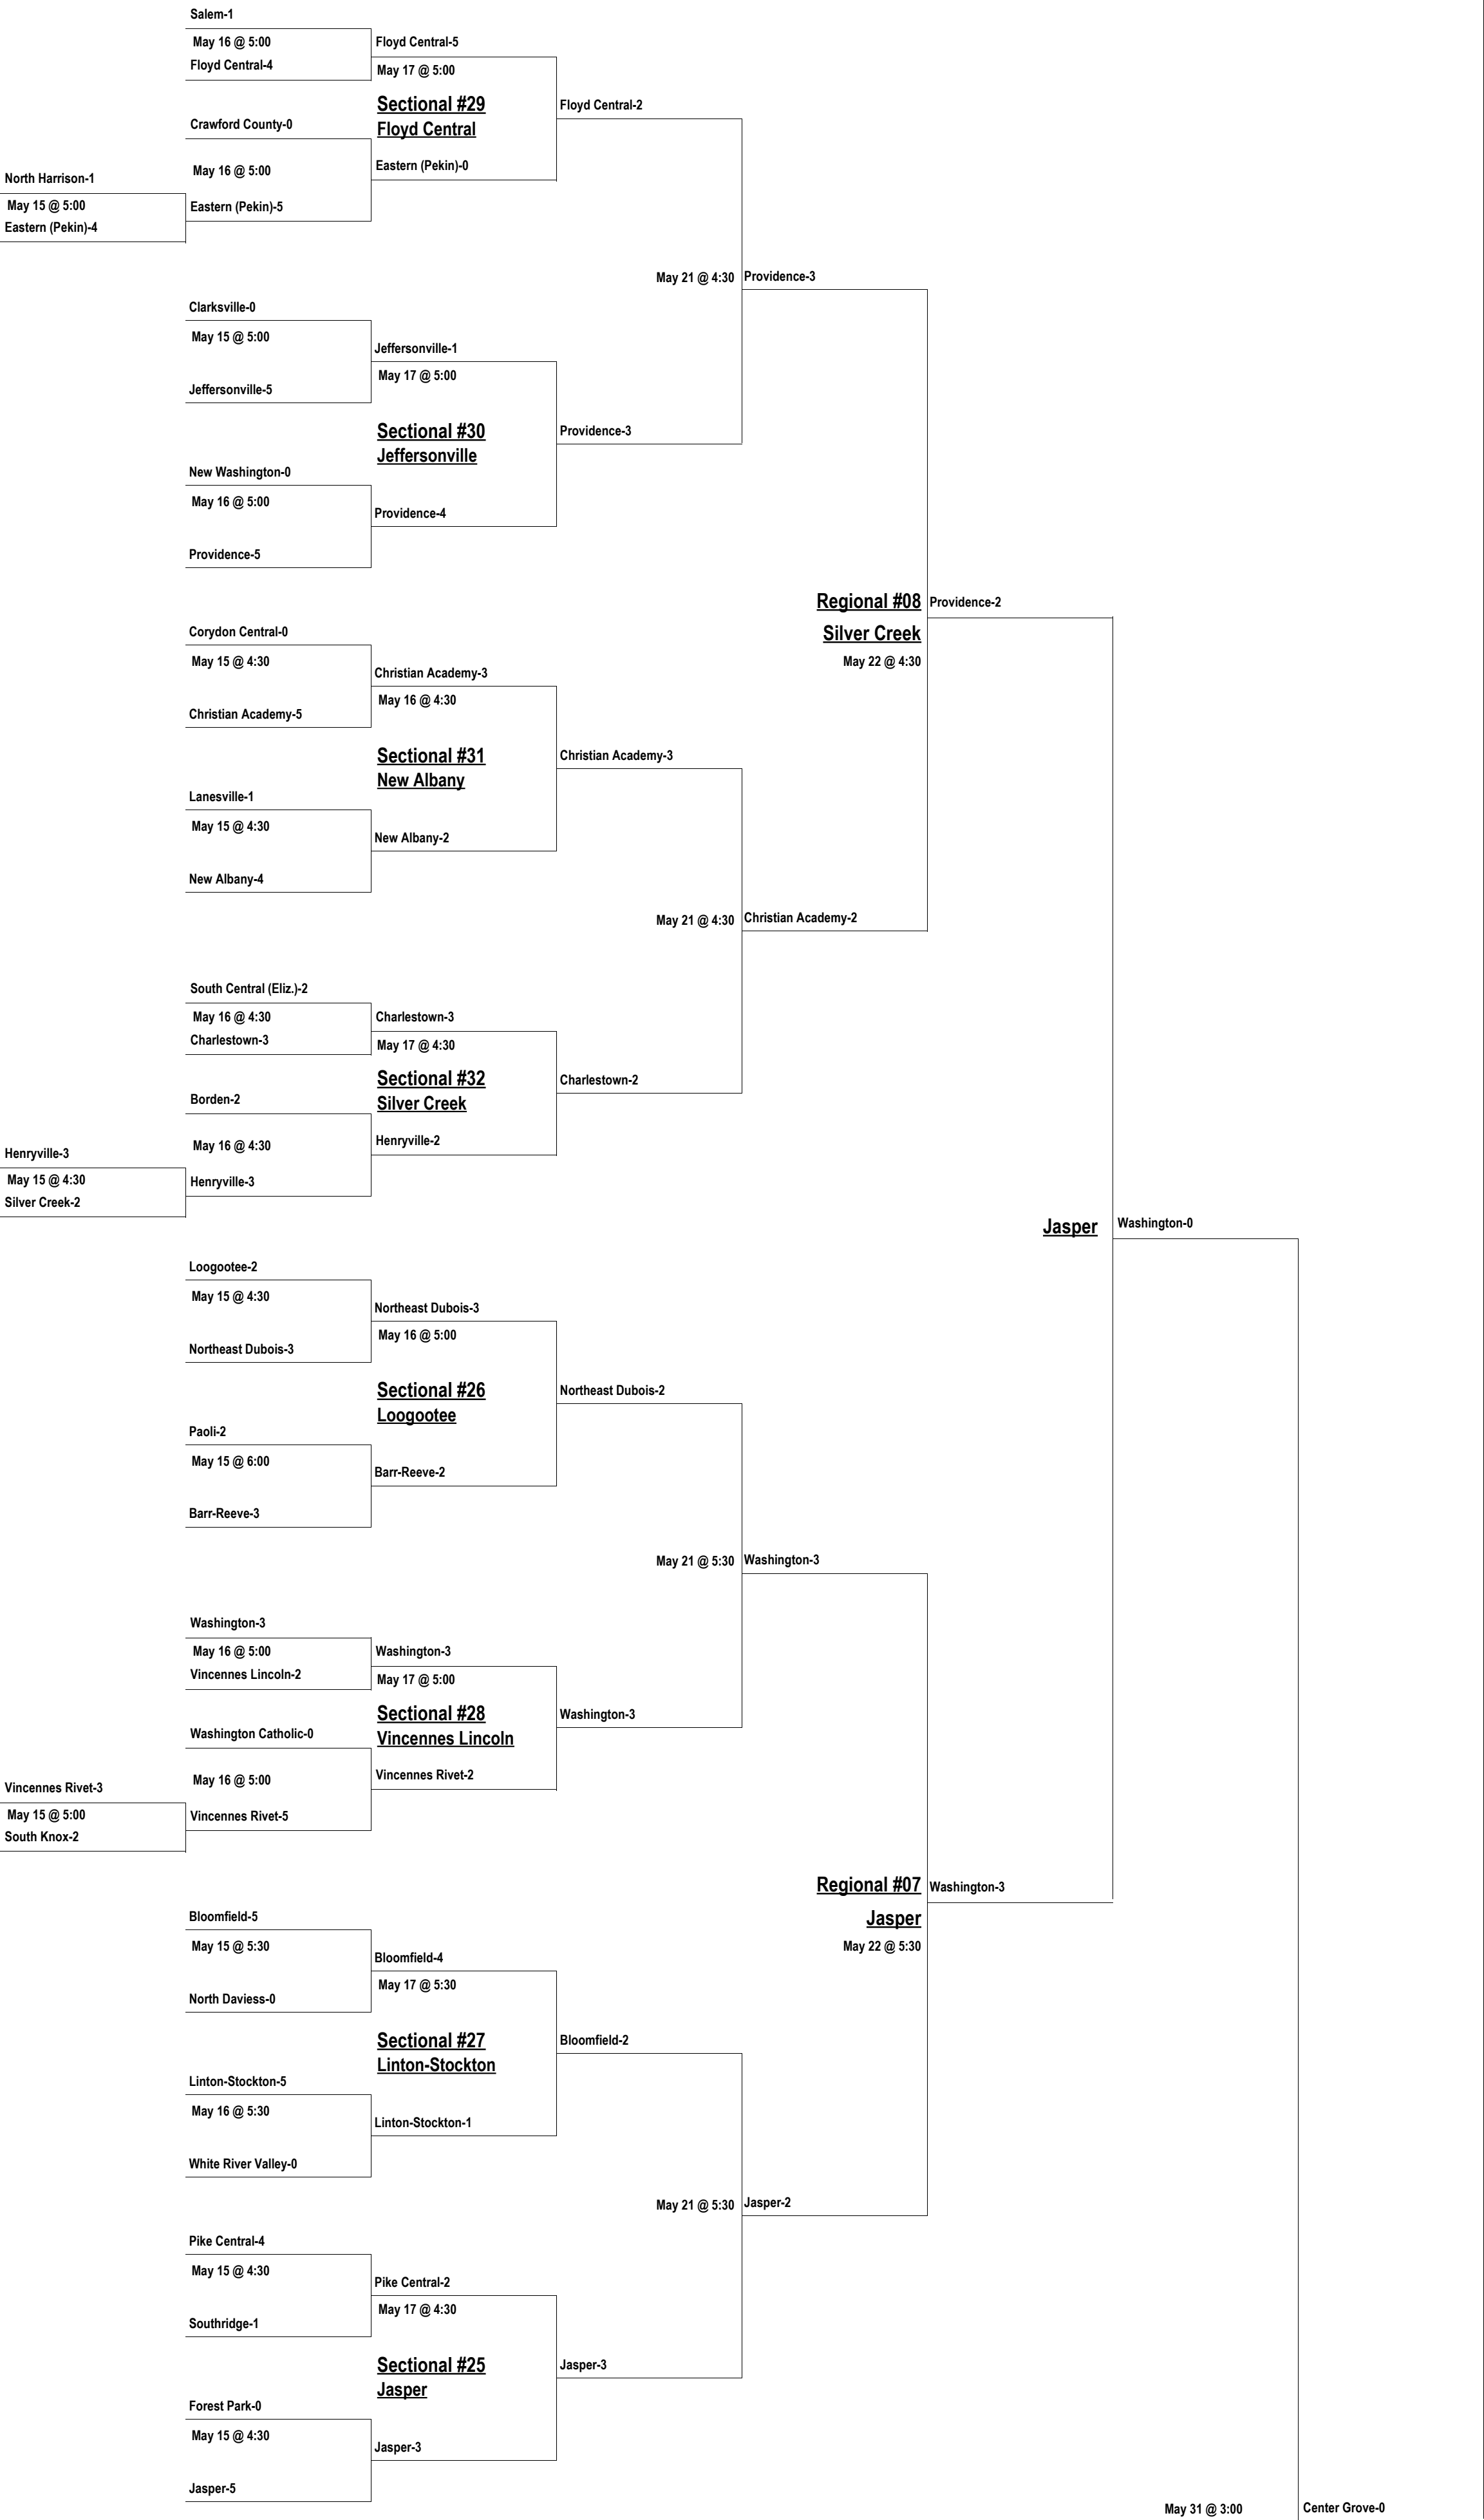 Salem-1
May 16 @ 5:00
Floyd Central-5
Floyd Central-4
May 17 @ 5:00
Sectional #29
Floyd Central-2
Crawford County-0
Floyd Central
May 16 @ 5:00
Eastern (Pekin)-0
North Harrison-1
May 15 @ 5:00
Eastern (Pekin)-5
Eastern (Pekin)-4
May 21 @ 4:30
Providence-3
Clarksville-0
May 15 @ 5:00
Jeffersonville-1
May 17 @ 5:00
Jeffersonville-5
Sectional #30
Providence-3
Jeffersonville
New Washington-0
May 16 @ 5:00
Providence-4
Providence-5
Regional #08
Providence-2
Silver Creek
Corydon Central-0
May 15 @ 4:30
May 22 @ 4:30
Christian Academy-3
May 16 @ 4:30
Christian Academy-5
Sectional #31
Christian Academy-3
New Albany
Lanesville-1
May 15 @ 4:30
New Albany-2
New Albany-4
May 21 @ 4:30
Christian Academy-2
South Central (Eliz.)-2
May 16 @ 4:30
Charlestown-3
Charlestown-3
May 17 @ 4:30
Sectional #32
Charlestown-2
Borden-2
Silver Creek
May 16 @ 4:30
Henryville-2
Henryville-3
May 15 @ 4:30
Henryville-3
Silver Creek-2
Jasper
Washington-0
Loogootee-2
May 15 @ 4:30
Northeast Dubois-3
May 16 @ 5:00
Northeast Dubois-3
Sectional #26
Northeast Dubois-2
Loogootee
Paoli-2
May 15 @ 6:00
Barr-Reeve-2
Barr-Reeve-3
May 21 @ 5:30
Washington-3
Washington-3
May 16 @ 5:00
Washington-3
Vincennes Lincoln-2
May 17 @ 5:00
Sectional #28
Washington-3
Washington Catholic-0
Vincennes Lincoln
May 16 @ 5:00
Vincennes Rivet-2
Vincennes Rivet-3
May 15 @ 5:00
Vincennes Rivet-5
South Knox-2
Regional #07
Washington-3
Jasper
Bloomfield-5
May 15 @ 5:30
May 22 @ 5:30
Bloomfield-4
May 17 @ 5:30
North Daviess-0
Sectional #27
Bloomfield-2
Linton-Stockton
Linton-Stockton-5
May 16 @ 5:30
Linton-Stockton-1
White River Valley-0
May 21 @ 5:30
Jasper-2
Pike Central-4
May 15 @ 4:30
Pike Central-2
May 17 @ 4:30
Southridge-1
Sectional #25
Jasper-3
Jasper
Forest Park-0
May 15 @ 4:30
Jasper-3
Jasper-5
May 31 @ 3:00
Center Grove-0